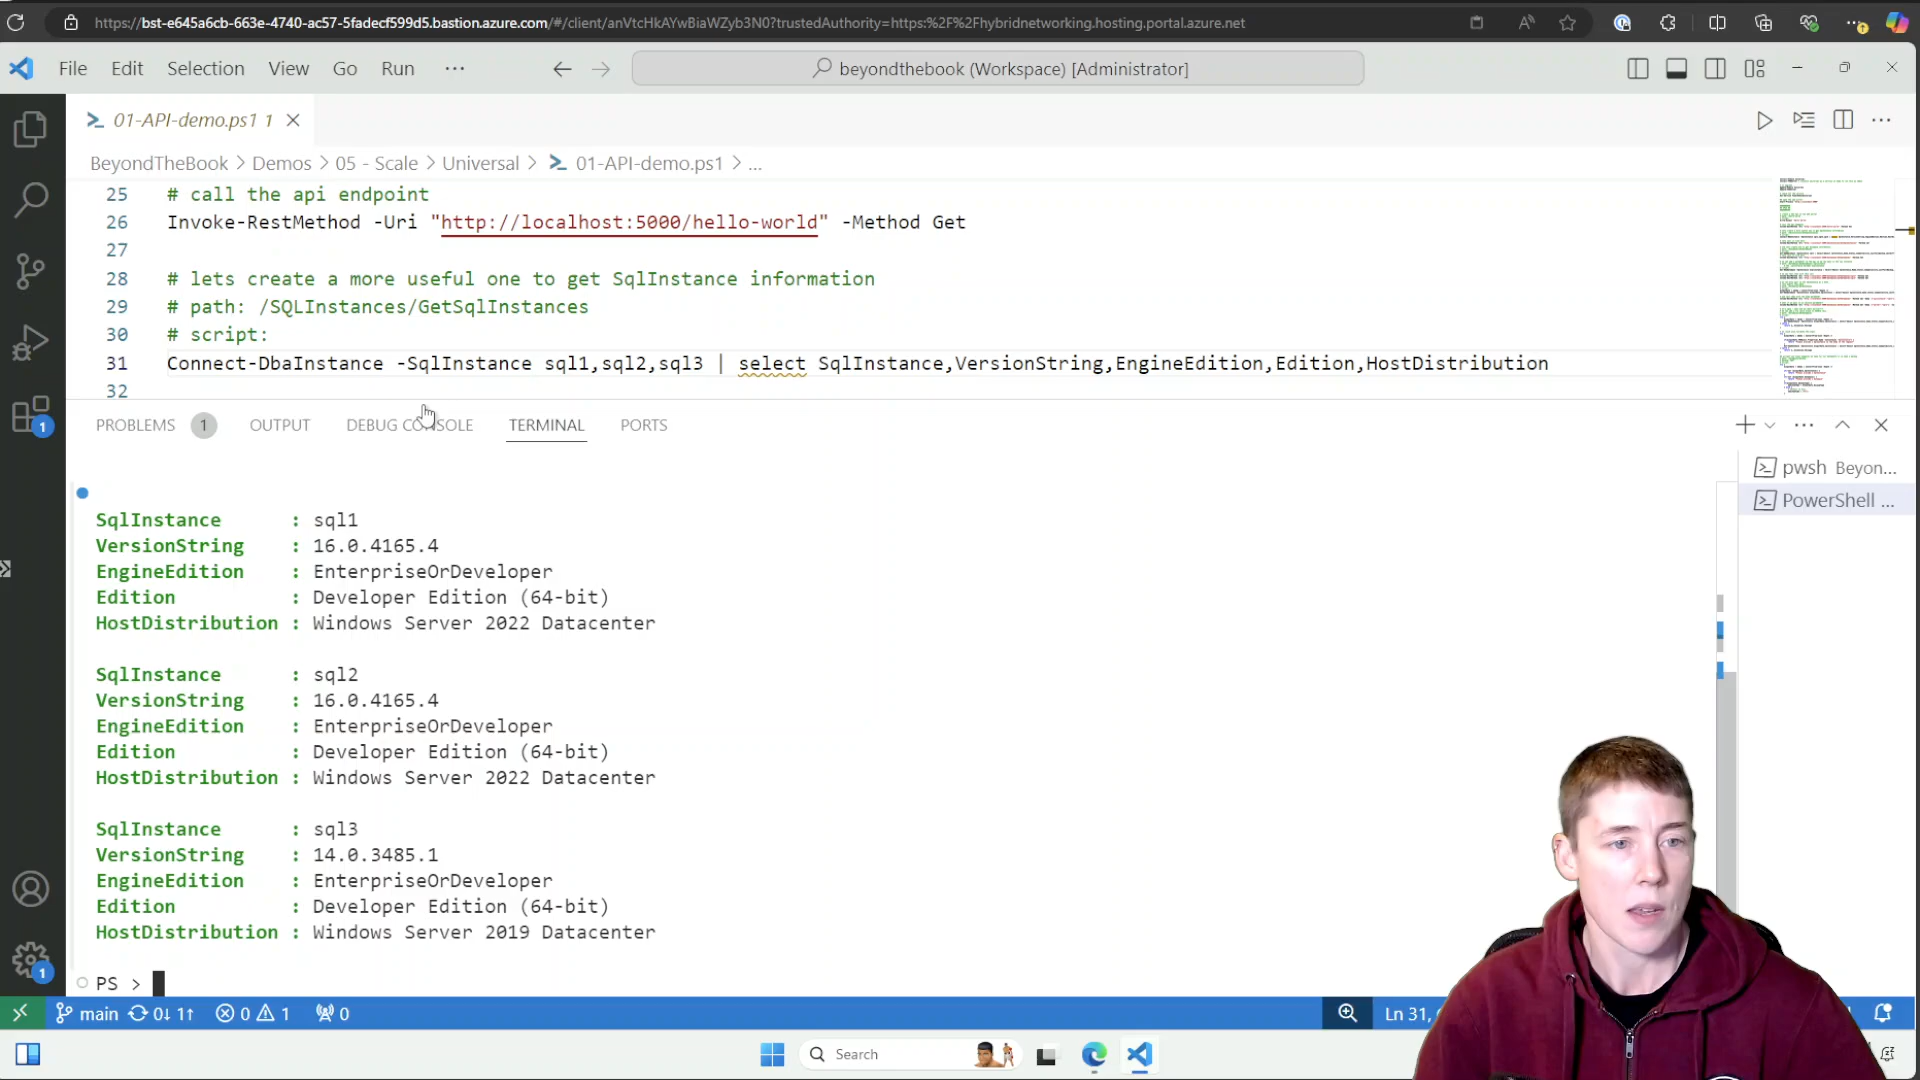 https://bst-e645a6cb-663e-4740-ac57-5fadecf599d5.bastion.azure.com/#/client/anVtcHkAYwBiaWZyb3N0?trustedAuthority=https:%2F%2Fhybridnetworking.hosting.portal.azure.net
File Edit Selection View Go Run ··· beyondthebook (Workspace) [Administrator]
01-API-demo.ps1 1
BeyondTheBook > Demos > 05 - Scale > Universal > 01-API-demo.ps1 > ...
25 # call the api endpoint
26 Invoke-RestMethod -Uri "http://localhost:5000/hello-world" -Method Get
27
28 # lets create a more useful one to get SqlInstance information
29 # path: /SQLInstances/GetSqlInstances
30 # script:
31 Connect-DbaInstance -SqlInstance sql1,sql2,sql3 | select SqlInstance,VersionString,EngineEdition,Edition,HostDistribution
32
PROBLEMS 1 OUTPUT DEBUG CONSOLE TERMINAL PORTS
pwsh Beyon...
PowerShell ...
SqlInstance : sql1
VersionString : 16.0.4165.4
EngineEdition : EnterpriseOrDeveloper
Edition : Developer Edition (64-bit)
HostDistribution : Windows Server 2022 Datacenter
SqlInstance : sql2
VersionString : 16.0.4165.4
EngineEdition : EnterpriseOrDeveloper
Edition : Developer Edition (64-bit)
HostDistribution : Windows Server 2022 Datacenter
SqlInstance : sql3
VersionString : 14.0.3485.1
EngineEdition : EnterpriseOrDeveloper
Edition : Developer Edition (64-bit)
HostDistribution : Windows Server 2019 Datacenter
PS >
1
1
main 0↓ 1↑ 0 1 0 Ln 31,
Search